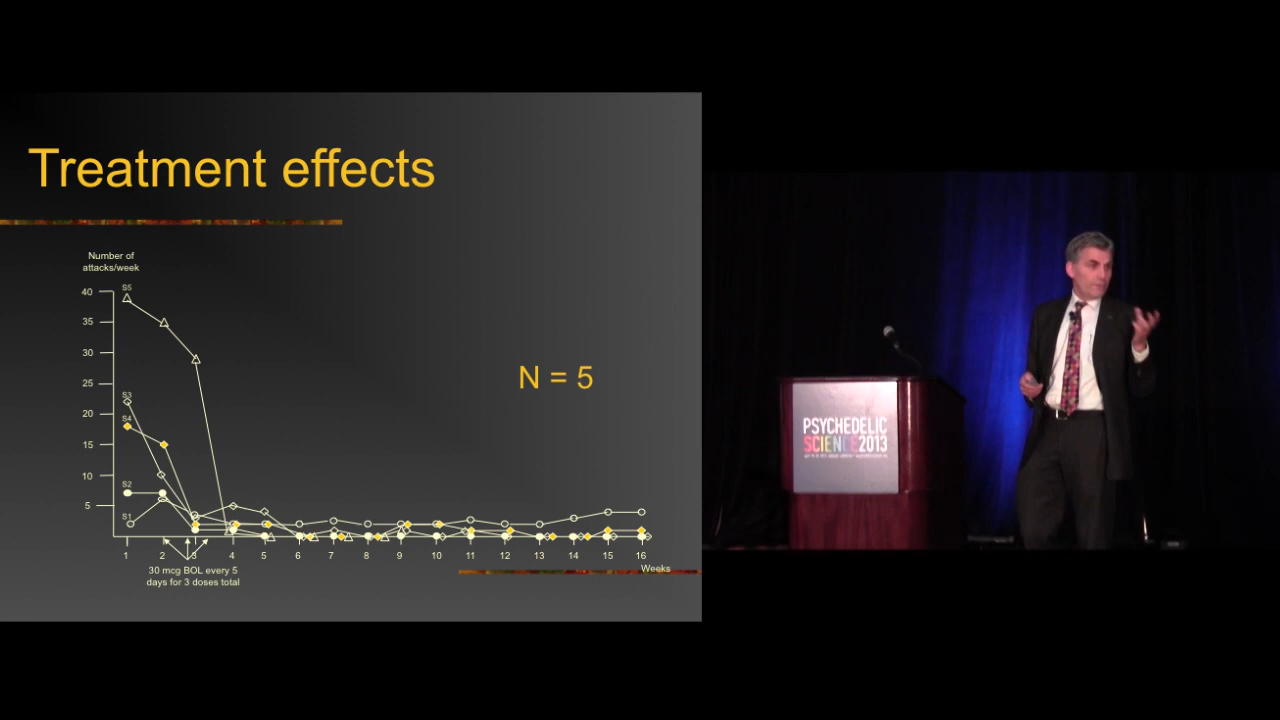 Treatment effects
Number of
attacks/week
40
35
30
25
20
15
10
5
S5
S3
S4
S2
S1
N = 5
1 2 3 4 5 6 7 8 9 10 11 12 13 14 15 16
Weeks
30 mcg BOL every 5
days for 3 doses total
PSYCHEDELIC
SCIENCE2013